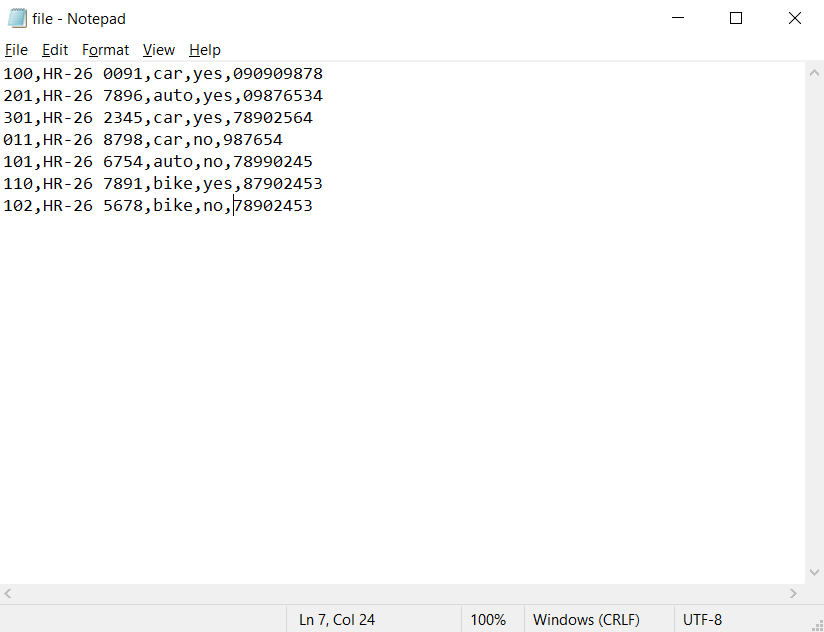 file - Notepad
File Edit Format View Help
100,HR-26 0091,car,yes,090909878
201,HR-26 7896,auto,yes,09876534
301,HR-26 2345,car,yes,78902564
011,HR-26 8798,car,no,987654
101,HR-26 6754,auto,no,78990245
110,HR-26 7891,bike,yes,87902453
102,HR-26 5678,bike,no,78902453
Ln 7, Col 24 100% Windows (CRLF) UTF-8